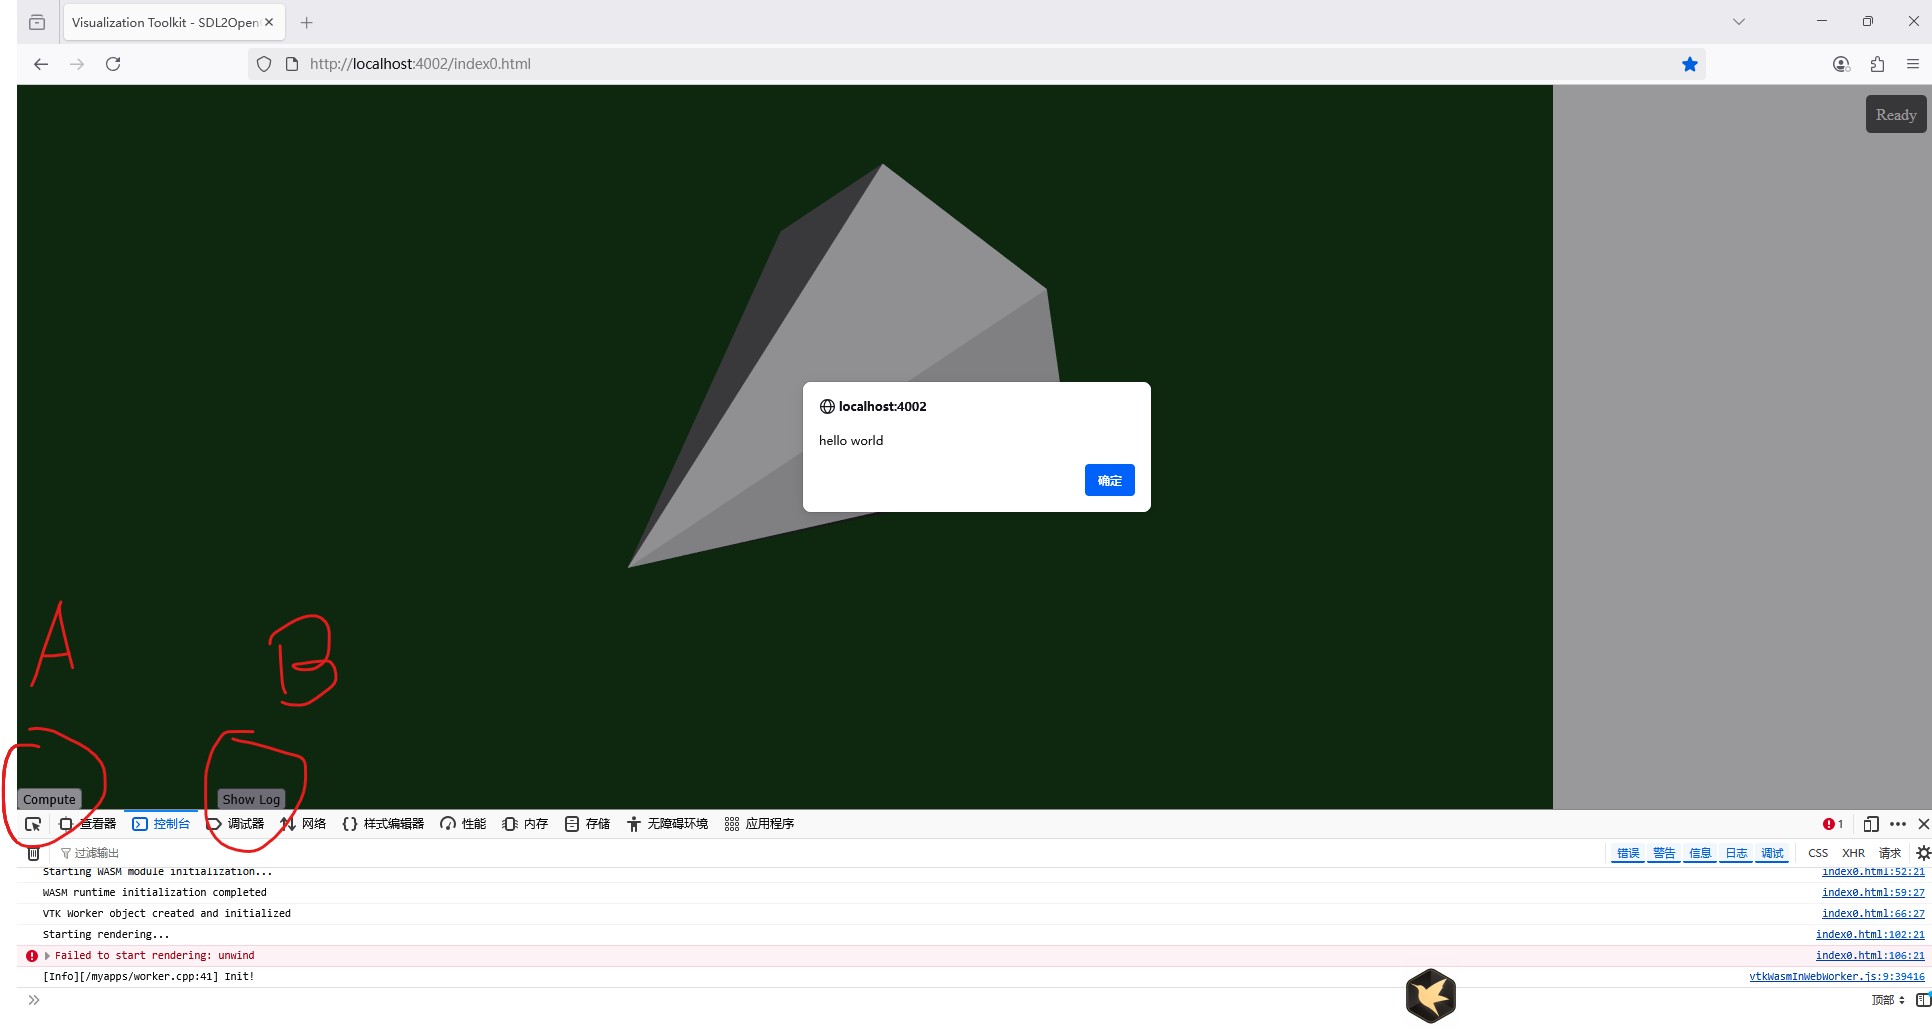 Visualization Toolkit - SDL2Open
http://localhost:4002/index0.html
Ready
localhost:4002
hello world
确定
A
B
Compute
Show Log
查看器 控制台 调试器 网络 样式编辑器 性能 内存 存储 无障碍环境 应用程序 1
过滤输出 错误 警告 信息 日志 调试 CSS XHR 请求
Starting WASM module initialization... index0.html:52:21
WASM runtime initialization completed index0.html:59:27
VTK Worker object created and initialized index0.html:66:27
Starting rendering... index0.html:102:21
Failed to start rendering: unwind index0.html:106:21
[Info][/myapps/worker.cpp:41] Init! vtkWasmInWebWorker.js:9:39416
顶部